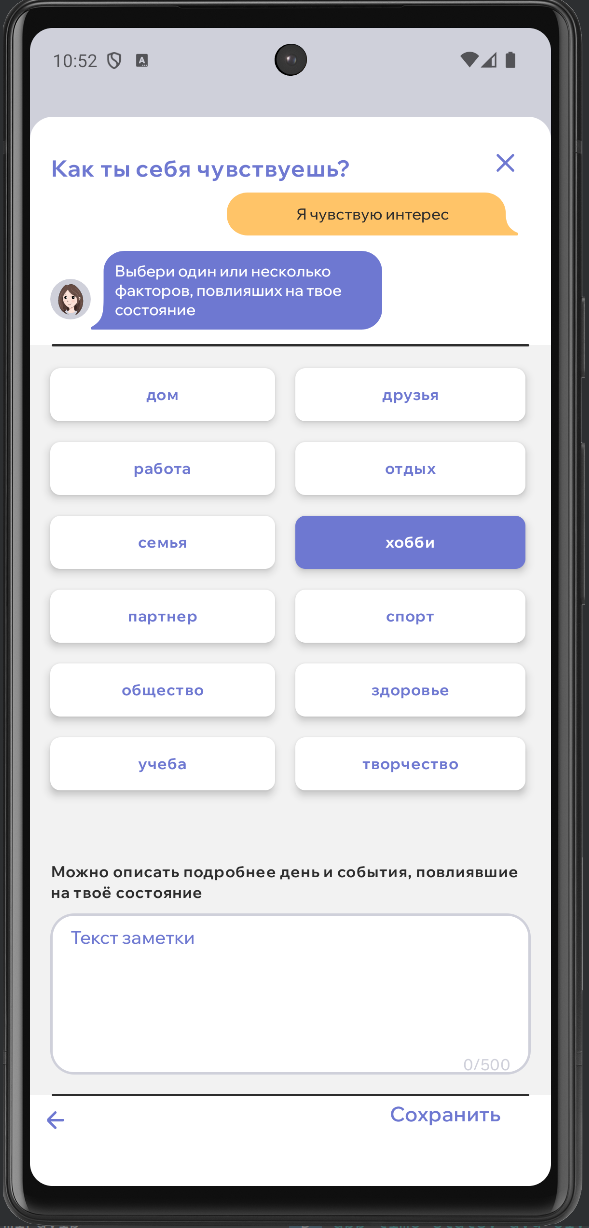 10:52
Как ты себя чувствуешь?
Я чувствую интерес
Выбери один или несколько
факторов, повлияших на твое
состояние
дом
друзья
работа
отдых
семья
хобби
партнер
спорт
общество
здоровье
учеба
творчество
Можно описать подробнее день и события, повлиявшие
на твоё состояние
Текст заметки
0/500
Сохранить